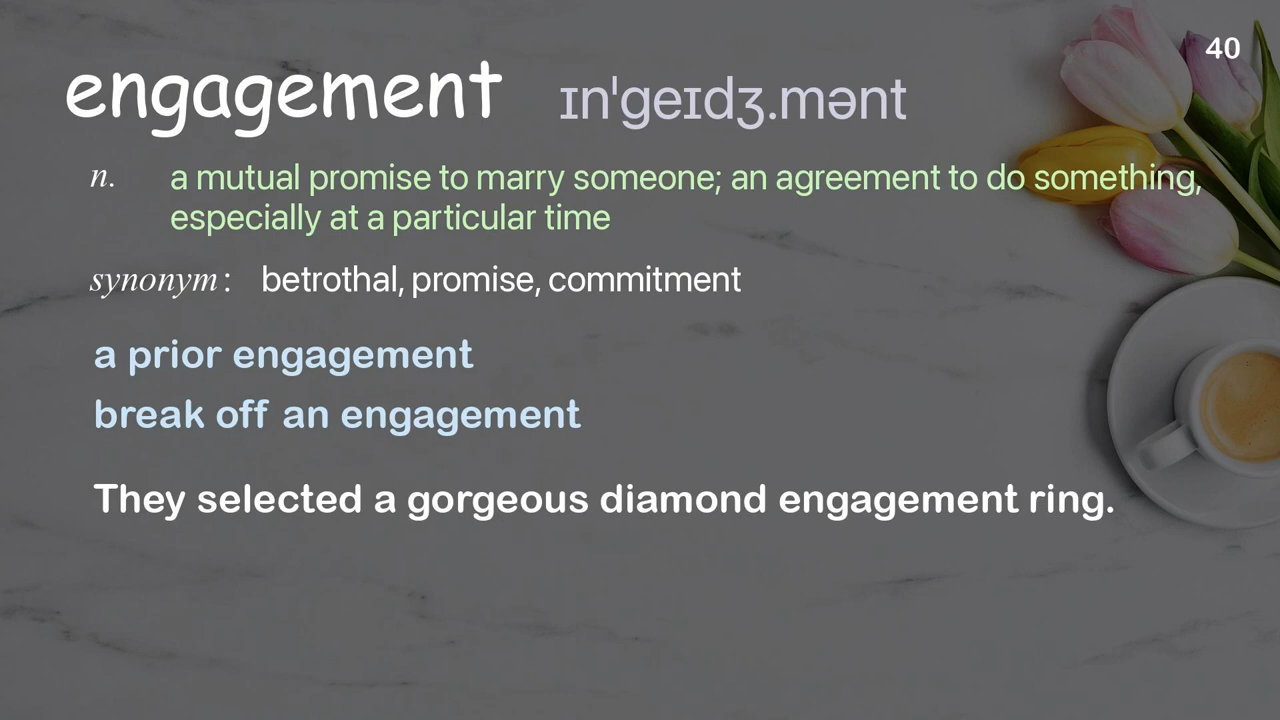 40
engagement ɪnˈgeɪdʒ.mənt
n. a mutual promise to marry someone; an agreement to do something,
especially at a particular time
synonym : betrothal, promise, commitment
a prior engagement
break off an engagement
They selected a gorgeous diamond engagement ring.